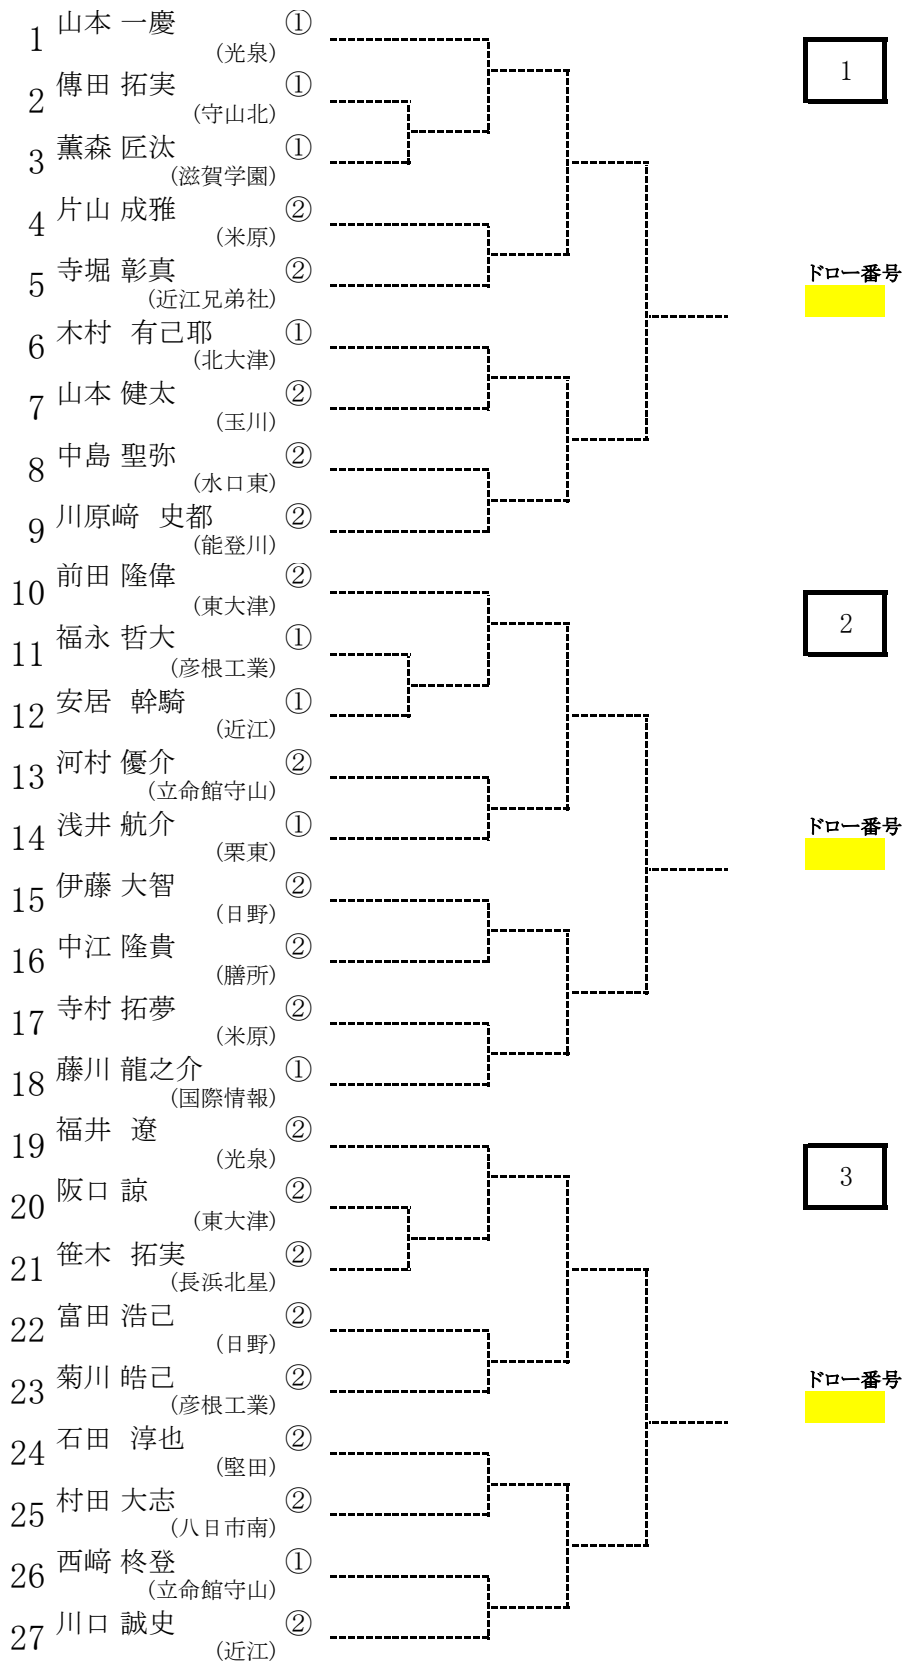 山本 一慶 ①
1 (光泉) 1
傳田 拓実 ①
2 (守山北)
薫森 匠汰 ①
3 (滋賀学園)
片山 成雅 ②
4 (米原)
寺堀 彰真 ② ドロー番号
5 (近江兄弟社)
木村 有己耶 ①
6 (北大津)
山本 健太 ②
7 (玉川)
中島 聖弥 ②
8 (水口東)
川原﨑 史都 ②
9 (能登川)
前田 隆偉 ②
10 (東大津) 2
福永 哲大 ①
11 (彦根工業)
安居 幹騎 ①
12 (近江)
河村 優介 ②
13 (立命館守山)
浅井 航介 ① ドロー番号
14 (栗東)
伊藤 大智 ②
15 (日野)
中江 隆貴 ②
16 (膳所)
寺村 拓夢 ②
17 (米原)
藤川 龍之介 ①
18 (国際情報)
福井 遼 ②
19 (光泉) 3
阪口 諒 ②
20 (東大津)
笹木 拓実 ②
21 (長浜北星)
富田 浩己 ②
22 (日野)
菊川 皓己 ② ドロー番号
23 (彦根工業)
石田 淳也 ②
24 (堅田)
村田 大志 ②
25 (八日市南)
西﨑 柊登 ①
26 (立命館守山)
川口 誠史 ②
27 (近江)